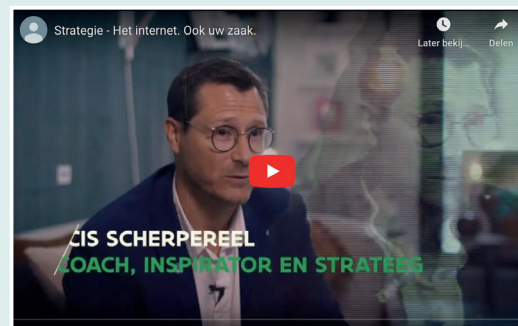 Strategie - Het internet. Ook uw zaak.
Later bekij...
Delen
CIS SCHERPEREEL
COACH, INSPIRATOR EN STRATEEG